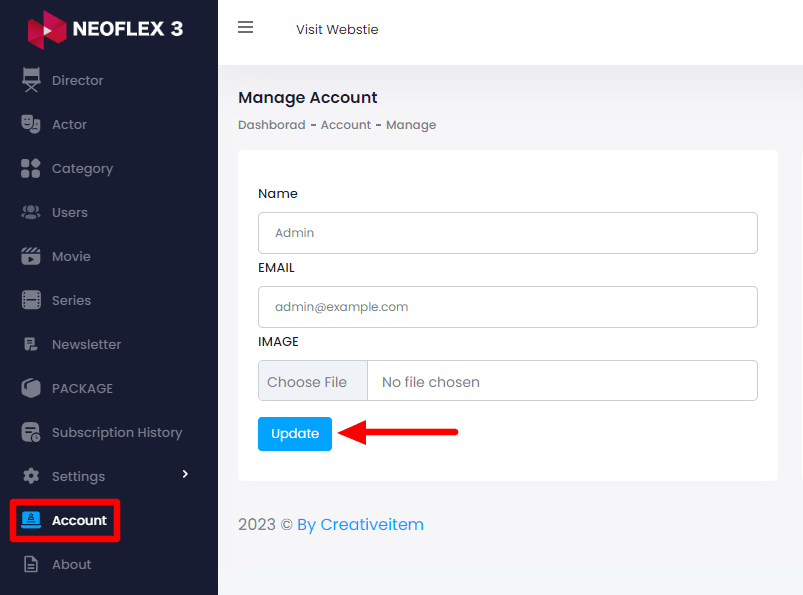 NEOFLEX 3
Director
Actor
Category
Users
Movie
Series
Newsletter
PACKAGE
Subscription History
Settings
Account
About
Visit Webstie
Manage Account
Dashborad - Account - Manage
Name
Admin
EMAIL
admin@example.com
IMAGE
Choose File No file chosen
Update
2023 © By Creativeitem